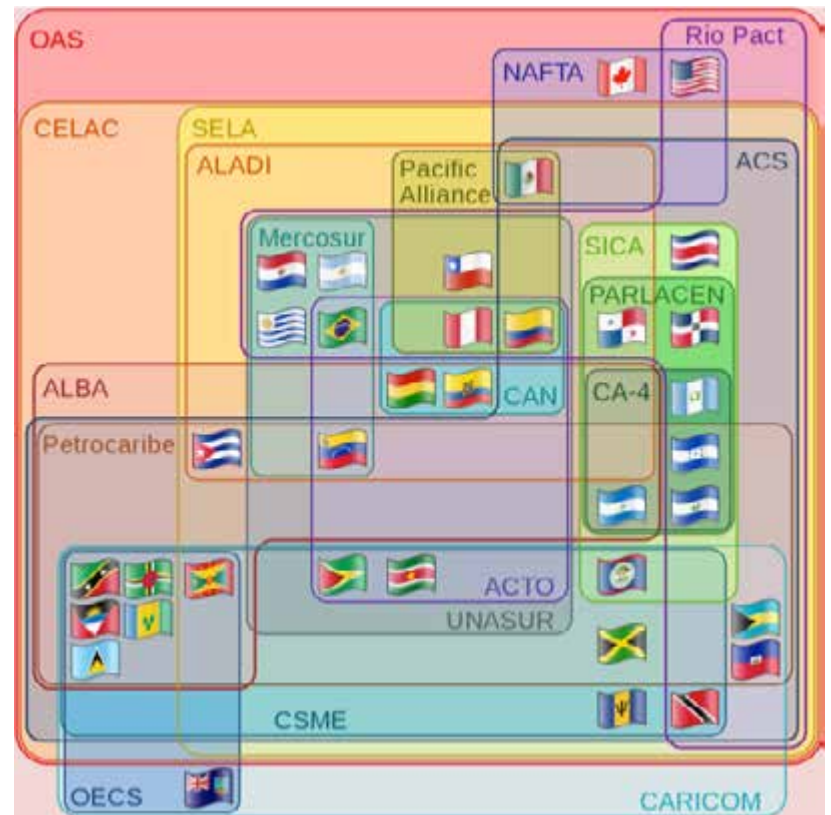 OAS
Rio Pact
NAFTA
CELAC
SELA
ALADI
Pacific
Alliance
ACS
Mercosur
SICA
PARLACEN
ALBA
CAN
CA-4
Petrocaribe
ACTO
UNASUR
CSME
OECS
CARICOM